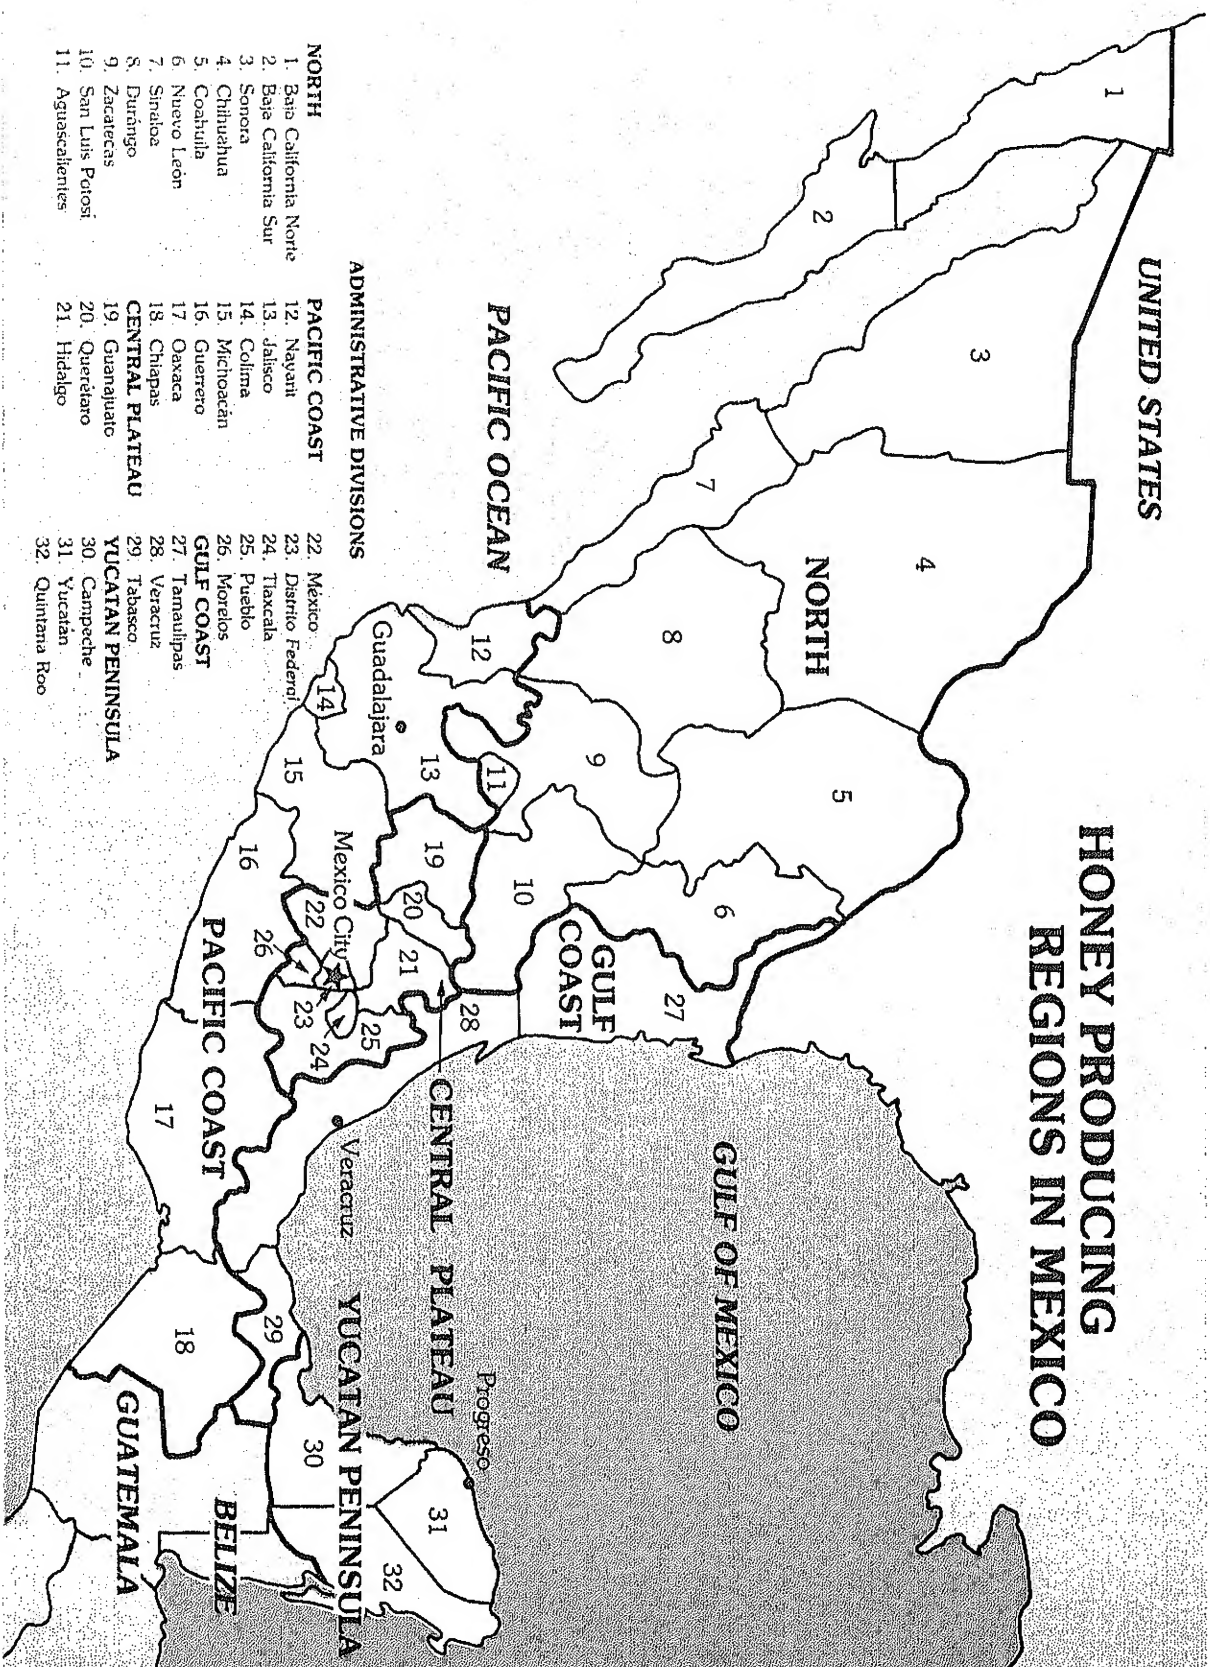 HONEY PRODUCING
REGIONS IN MEXICO
UNITED STATES
1
2
3
4
NORTH
5
6
7
8
9
10
11
12
13
14
15
16
17
18
19
20
21
22
23
24
25
26
27
28
29
30
31
32
GULF
COAST
GULF OF MEXICO
PACIFIC OCEAN
Guadalajara
Mexico City
Veracruz
Progreso
CENTRAL PLATEAU
PACIFIC COAST
YUCATAN PENINSULA
BELIZE
GUATEMALA
ADMINISTRATIVE DIVISIONS
NORTH
1. Baja California Norte
2. Baja California Sur
3. Sonora
4. Chihuahua
5. Coahuila
6. Nuevo León
7. Sinaloa
8. Durángo
9. Zacatecas
10. San Luis Potosí
11. Aguascalientes
PACIFIC COAST
12. Nayarit
13. Jalisco
14. Colima
15. Michoacán
16. Guerrero
17. Oaxaca
18. Chiapas
CENTRAL PLATEAU
19. Guanajuato
20. Querétaro
21. Hidalgo
22. México
23. Distrito Federal
24. Tlaxcala
25. Pueblo
26. Morelos
GULF COAST
27. Tamaulipas
28. Veracruz
29. Tabasco
YUCATAN PENINSULA
30. Campeche
31. Yucatán
32. Quintana Roo